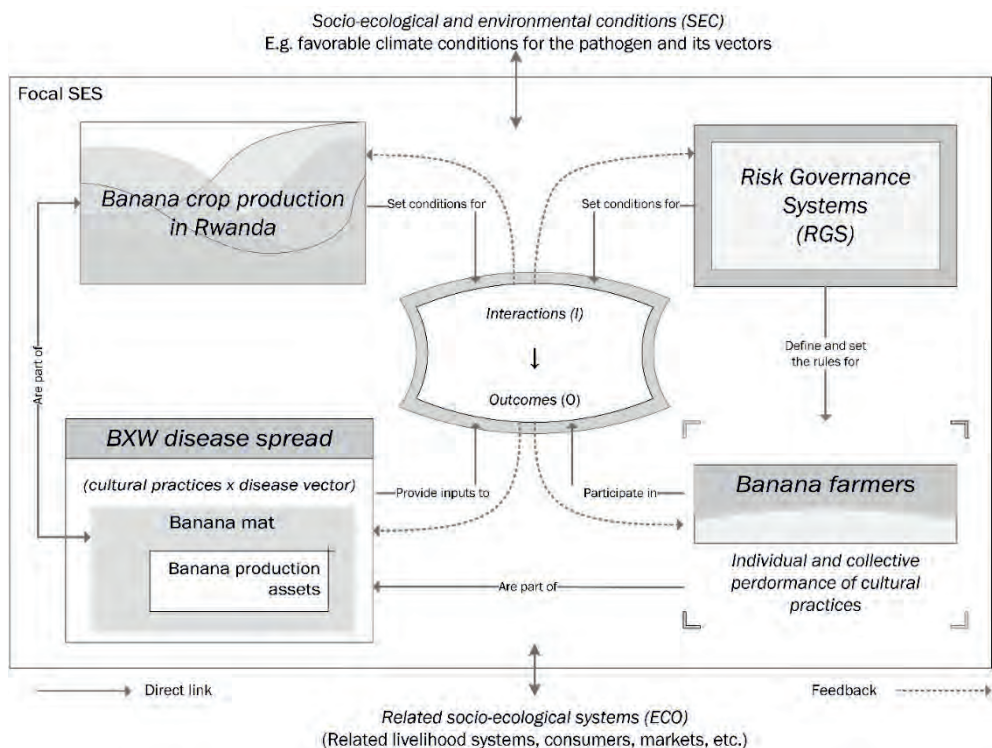 Socio-ecological and environmental conditions (SEC)
E.g. favorable climate conditions for the pathogen and its vectors
Focal SES
Banana crop production
in Rwanda
Risk Governance
Systems
(RGS)
Set conditions for
Set conditions for
Interactions (I)
Outcomes (O)
Define and set
the rules for
Are part of
BXW disease spread
(cultural practices x disease vector)
Banana mat
Banana production
assets
Provide inputs to
Participate in
Banana farmers
Individual and collective
perdormance of cultural
practices
Are part of
Direct link
Feedback
Related socio-ecological systems (ECO)
(Related livelihood systems, consumers, markets, etc.)